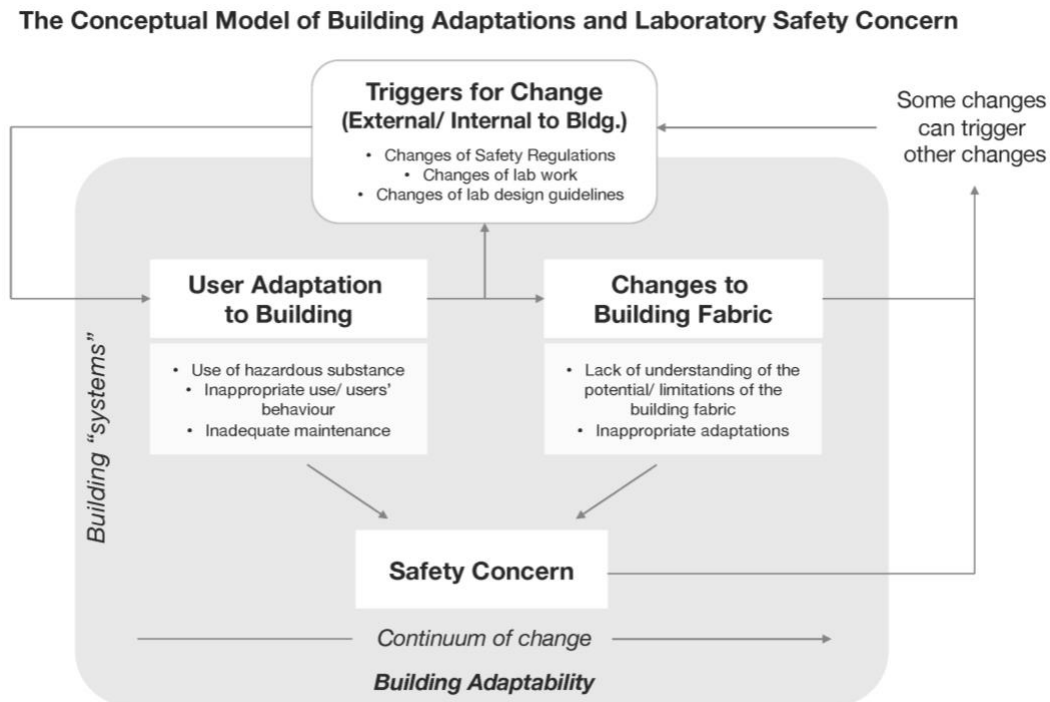 The Conceptual Model of Building Adaptations and Laboratory Safety Concern
Triggers for Change
(External/ Internal to Bldg.)
• Changes of Safety Regulations
• Changes of lab work
• Changes of lab design guidelines
Some changes
can trigger
other changes
User Adaptation
to Building
• Use of hazardous substance
• Inappropriate use/ users’
behaviour
• Inadequate maintenance
Changes to
Building Fabric
• Lack of understanding of the
potential/ limitations of the
building fabric
• Inappropriate adaptations
Building “systems”
Safety Concern
Continuum of change
Building Adaptability